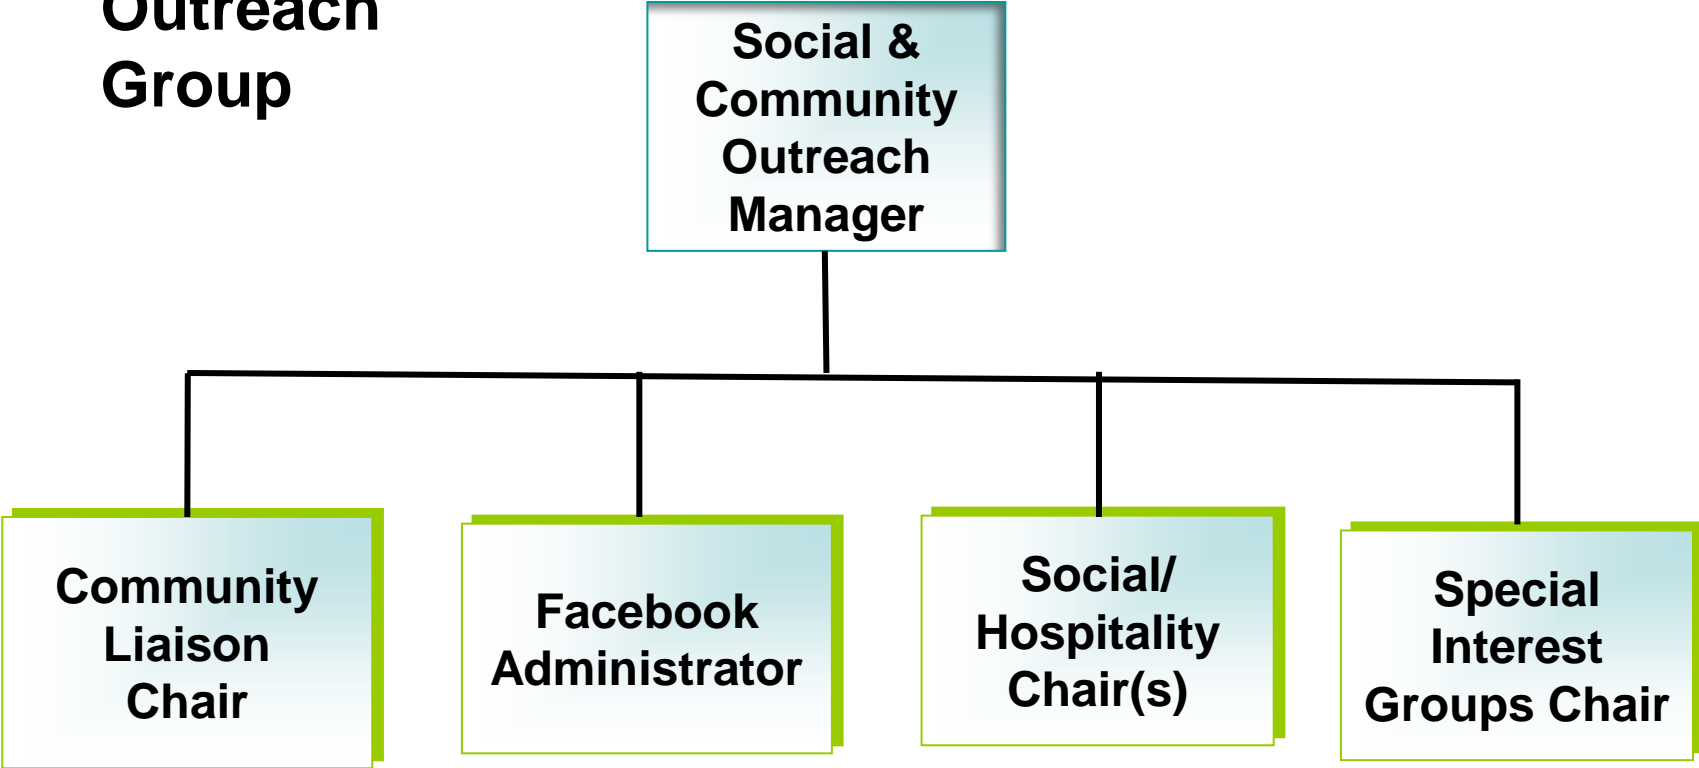 Outreach
Group
Social &
Community
Outreach
Manager
Community
Liaison
Chair
Facebook
Administrator
Social/
Hospitality
Chair(s)
Special
Interest
Groups Chair